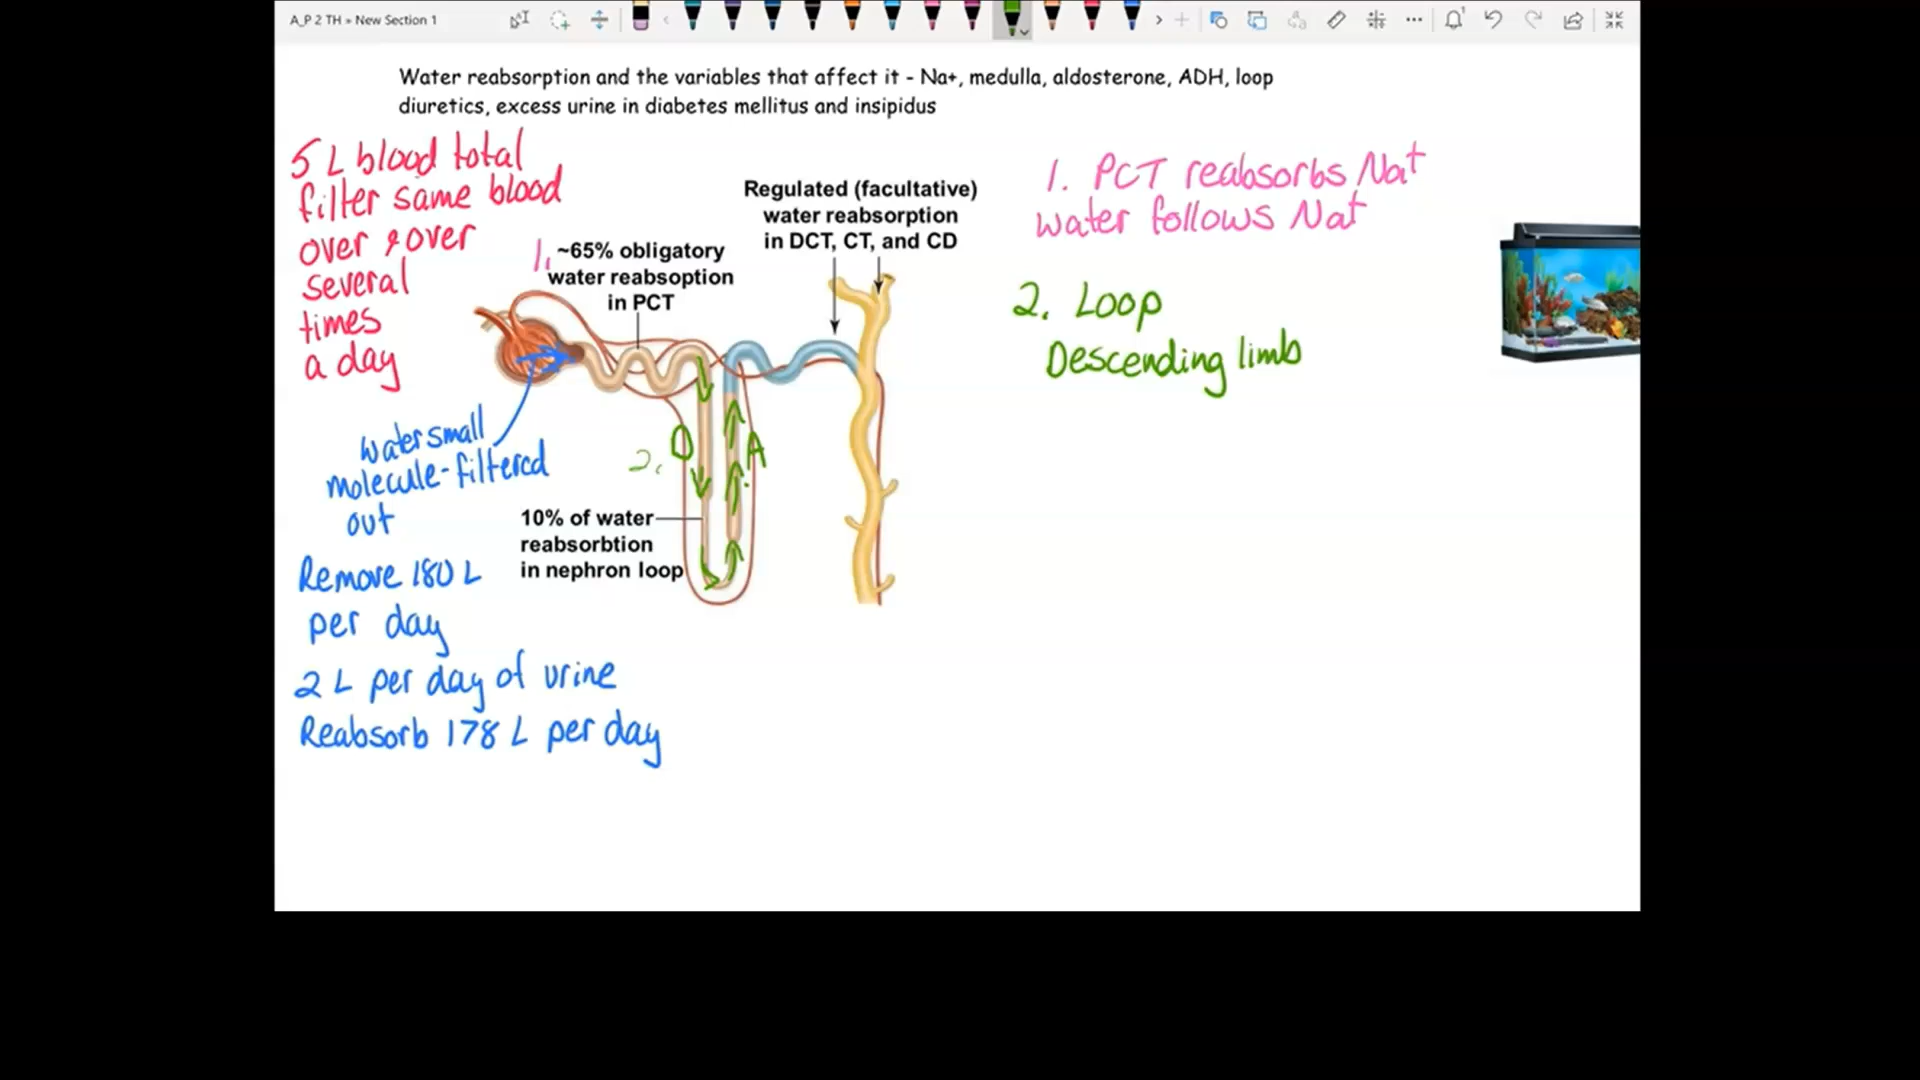 A_P 2 TH » New Section 1
Water reabsorption and the variables that affect it - Na+, medulla, aldosterone, ADH, loop
diuretics, excess urine in diabetes mellitus and insipidus
5 L blood total
filter same blood
over & over
several
times
a day
1.
~65% obligatory
water reabsoption
in PCT
Regulated (facultative)
water reabsorption
in DCT, CT, and CD
1. PCT reabsorbs Na+
water follows Na+
2. Loop
Descending limb
water small
molecule - filtered
out
2.
D
A
10% of water
reabsorbtion
in nephron loop
Remove 180 L
per day
2 L per day of urine
Reabsorb 178 L per day